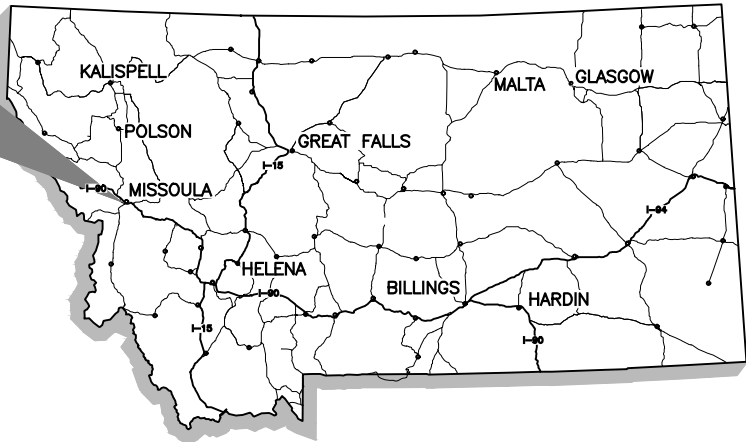 KALISPELL
MALTA
GLASGOW
POLSON
GREAT FALLS
I-15
I-90
MISSOULA
I-94
HELENA
I-90
BILLINGS
HARDIN
I-15
I-90